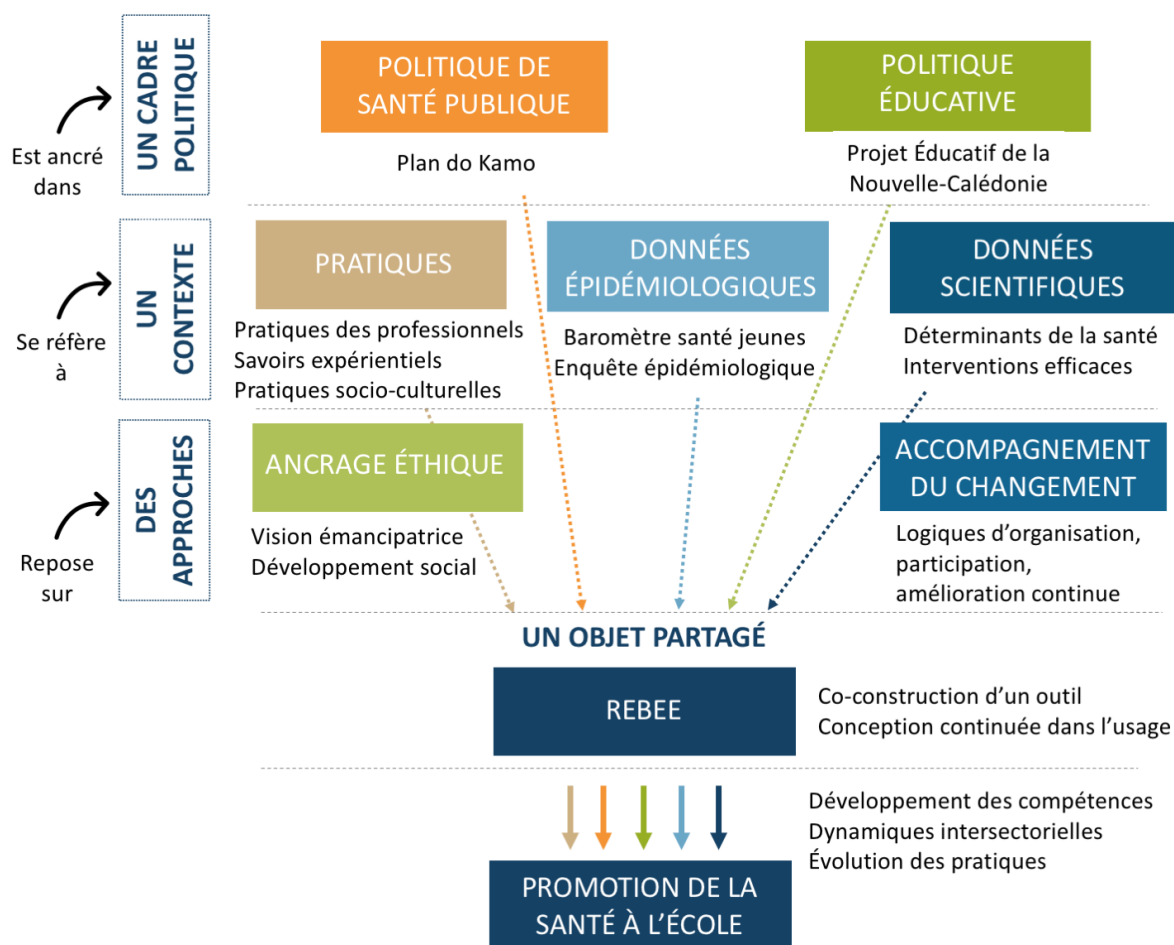 UN CADRE
POLITIQUE
Est ancré
dans
POLITIQUE DE
SANTÉ PUBLIQUE
Plan do Kamo
POLITIQUE
ÉDUCATIVE
Projet Éducatif de la
Nouvelle-Calédonie
UN
CONTEXTE
Se réfère
à
PRATIQUES
Pratiques des professionnels
Savoirs expérientiels
Pratiques socio-culturelles
DONNÉES
ÉPIDÉMIOLOGIQUES
Baromètre santé jeunes
Enquête épidémiologique
DONNÉES
SCIENTIFIQUES
Déterminants de la santé
Interventions efficaces
DES
APPROCHES
Repose
sur
ANCRAGE ÉTHIQUE
Vision émancipatrice
Développement social
ACCOMPAGNEMENT
DU CHANGEMENT
Logiques d’organisation,
participation,
amélioration continue
UN OBJET PARTAGÉ
REBEE
Co-construction d’un outil
Conception continuée dans l’usage
Développement des compétences
Dynamiques intersectorielles
Évolution des pratiques
PROMOTION DE LA
SANTÉ À L’ÉCOLE